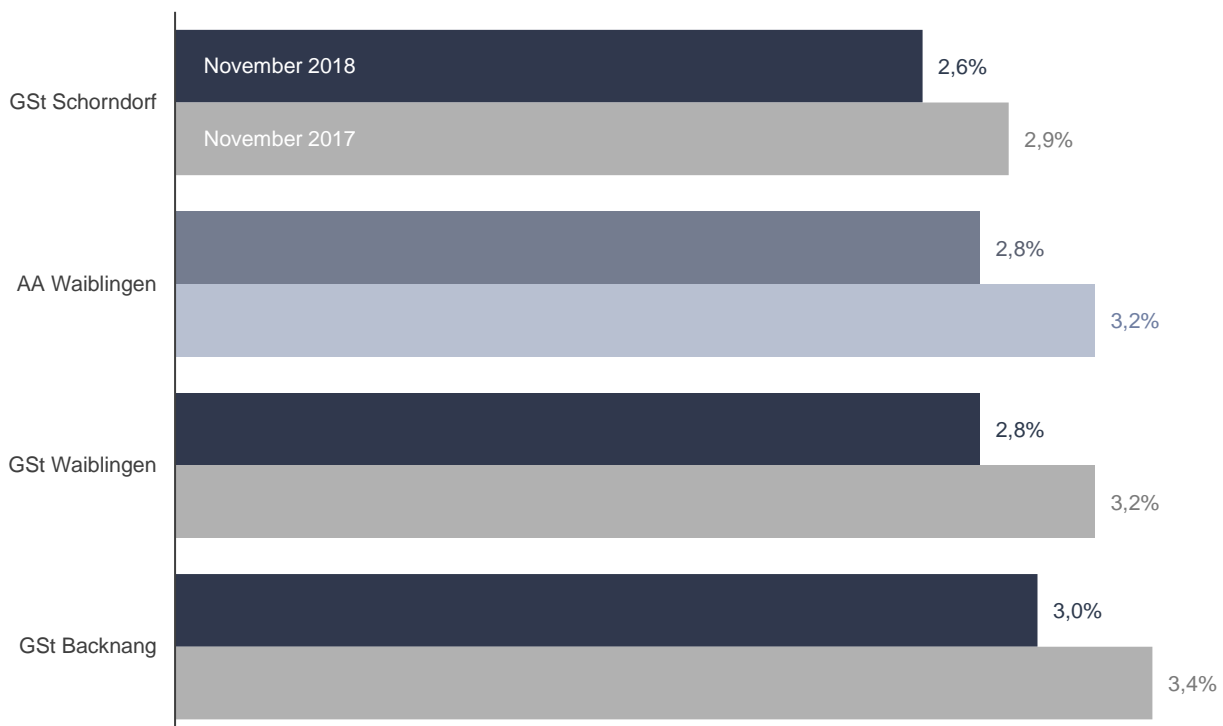 November 2018
2,6%
GSt Schorndorf
November 2017
2,9%
2,8%
AA Waiblingen
3,2%
2,8%
GSt Waiblingen
3,2%
3,0%
GSt Backnang
3,4%